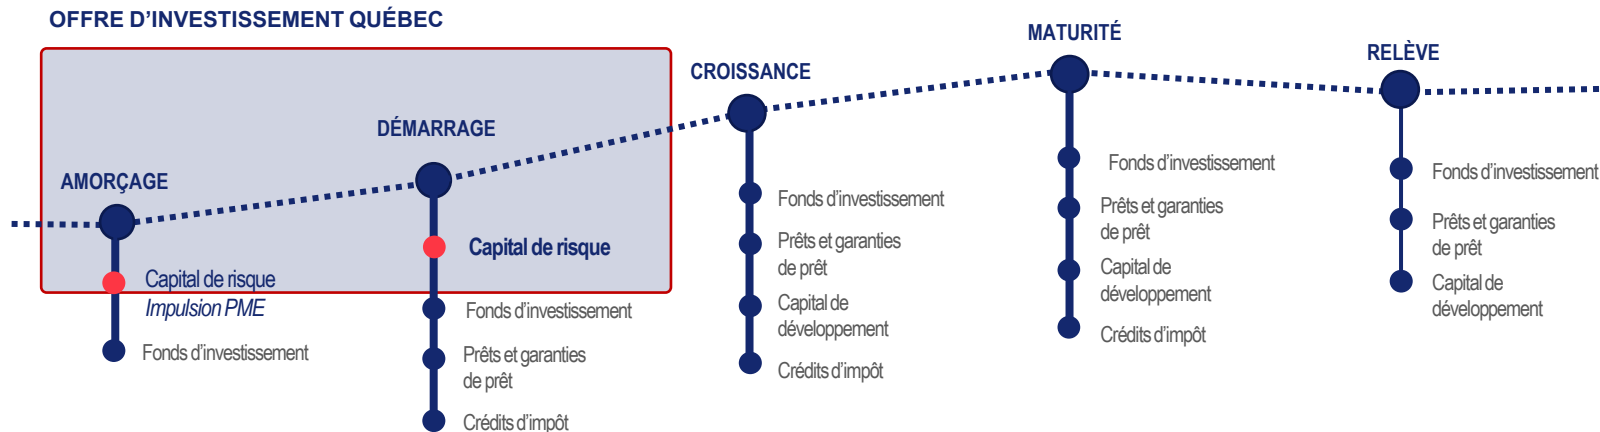 OFFRE D’INVESTISSEMENT QUÉBEC
AMORÇAGE
Capital de risque
Impulsion PME
Fonds d’investissement
DÉMARRAGE
Capital de risque
Fonds d’investissement
Prêts et garanties
de prêt
Crédits d’impôt
CROISSANCE
Fonds d’investissement
Prêts et garanties
de prêt
Capital de
développement
Crédits d’impôt
MATURITÉ
Fonds d’investissement
Prêts et garanties
de prêt
Capital de
développement
Crédits d’impôt
RELÈVE
Fonds d’investissement
Prêts et garanties
de prêt
Capital de
développement